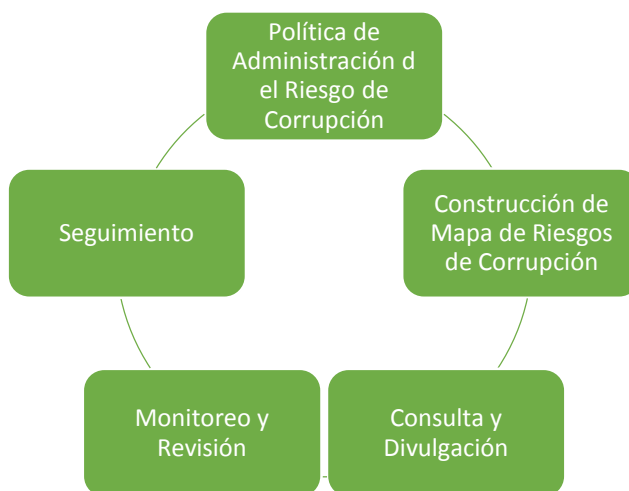 Política de
Administración d
el Riesgo de
Corrupción
Construcción de
Mapa de Riesgos
de Corrupción
Consulta y
Divulgación
Monitoreo y
Revisión
Seguimiento